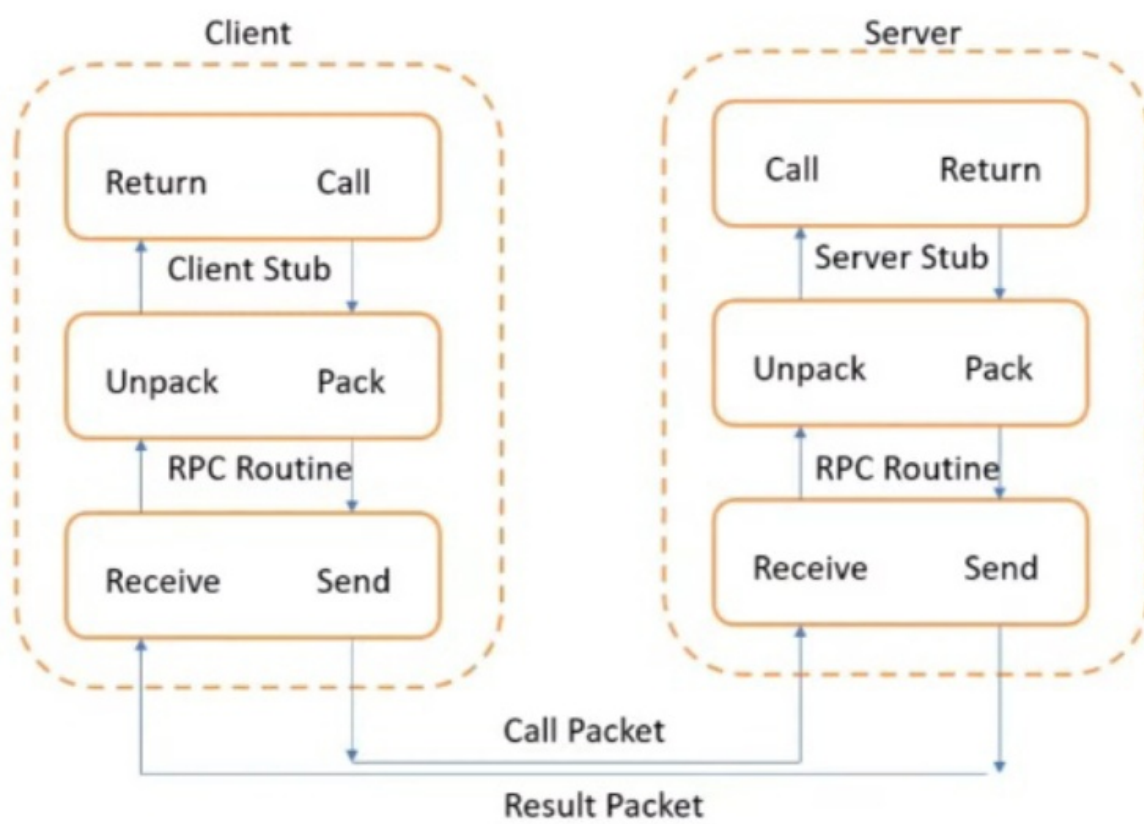 Client
Server
Return Call
Call Return
Client Stub
Server Stub
Unpack Pack
Unpack Pack
RPC Routine
RPC Routine
Receive Send
Receive Send
Call Packet
Result Packet